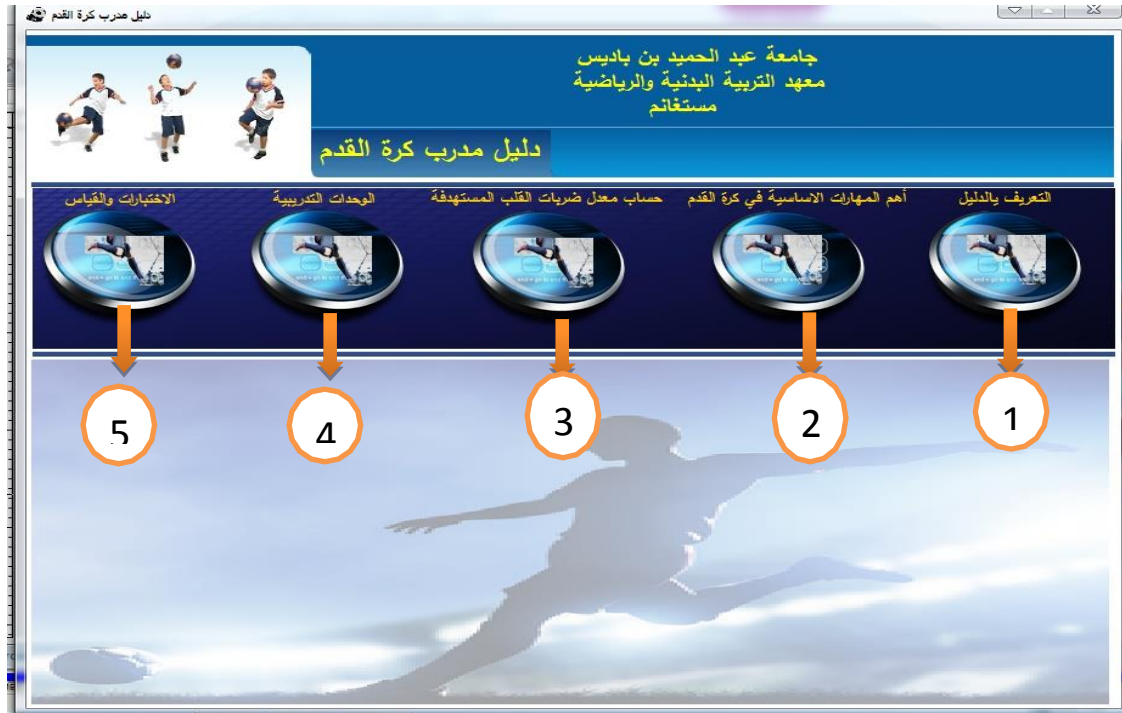 دليل مدرب كرة القدم
جامعة عبد الحميد بن باديس
معهد التربية البدنية والرياضية
مستغانم
دليل مدرب كرة القدم
التعريف بالدليل
أهم المهارات الاساسية في كرة القدم
حساب معدل ضربات القلب المستهدفة
الوحدات التدريبية
الاختبارات والقياس
1
2
3
4
5